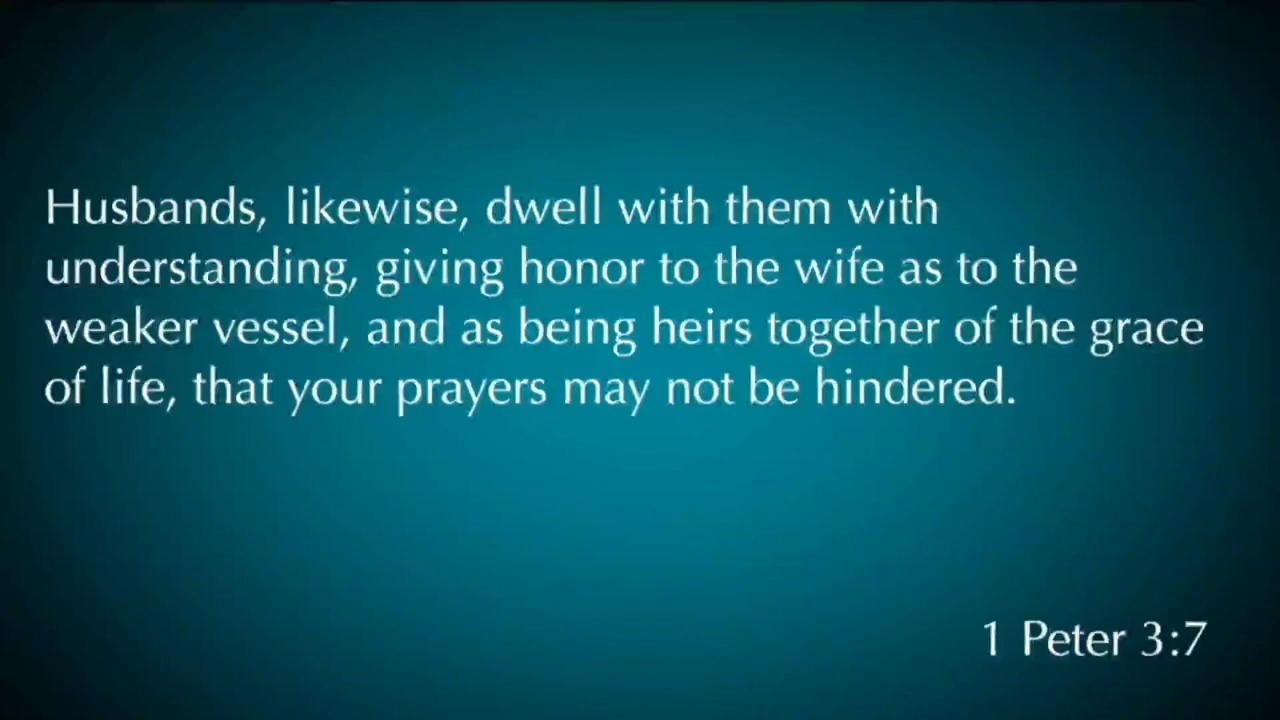 Husbands, likewise, dwell with them with
understanding, giving honor to the wife as to the
weaker vessel, and as being heirs together of the grace
of life, that your prayers may not be hindered.
1 Peter 3:7